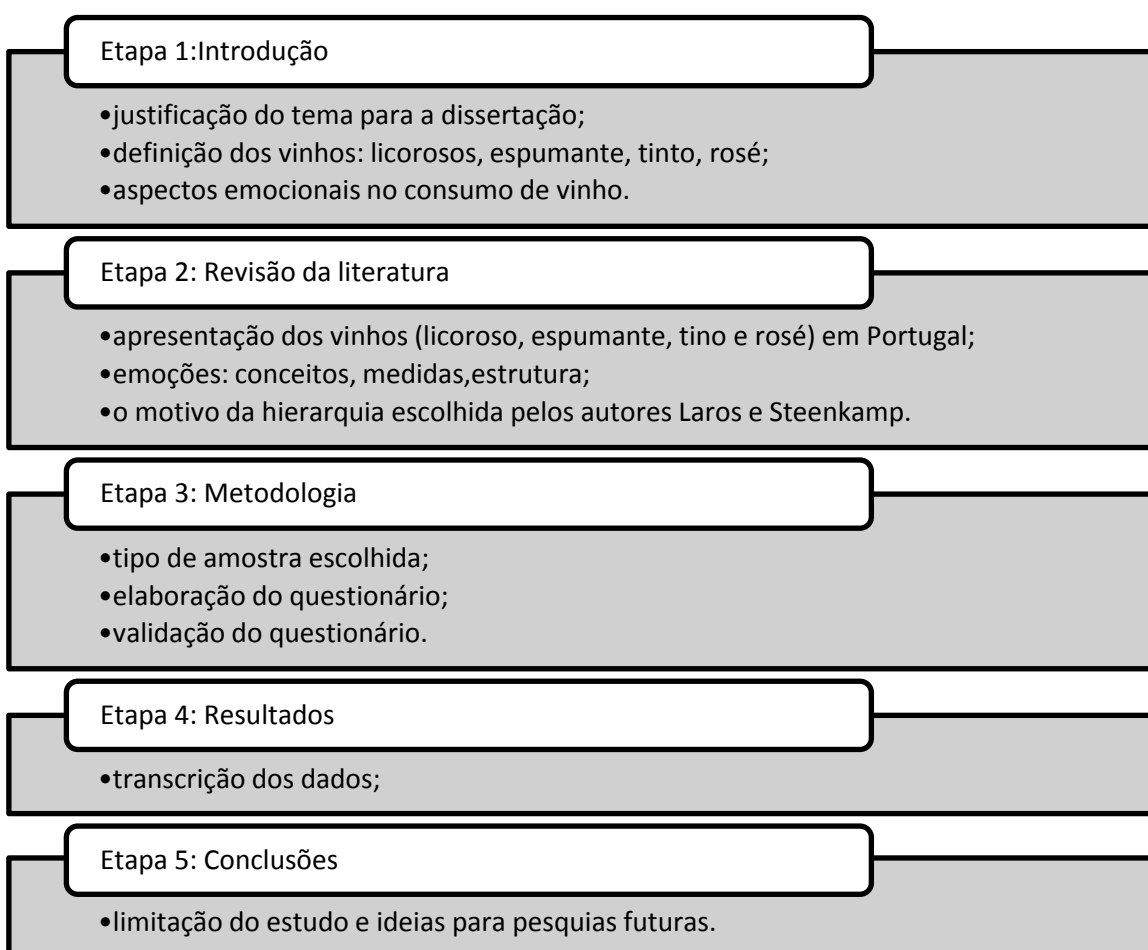 Etapa 1:Introdução
•justificação do tema para a dissertação;
•definição dos vinhos: licorosos, espumante, tinto, rosé;
•aspectos emocionais no consumo de vinho.
Etapa 2: Revisão da literatura
•apresentação dos vinhos (licoroso, espumante, tino e rosé) em Portugal;
•emoções: conceitos, medidas,estrutura;
•o motivo da hierarquia escolhida pelos autores Laros e Steenkamp.
Etapa 3: Metodologia
•tipo de amostra escolhida;
•elaboração do questionário;
•validação do questionário.
Etapa 4: Resultados
•transcrição dos dados;
Etapa 5: Conclusões
•limitação do estudo e ideias para pesquias futuras.